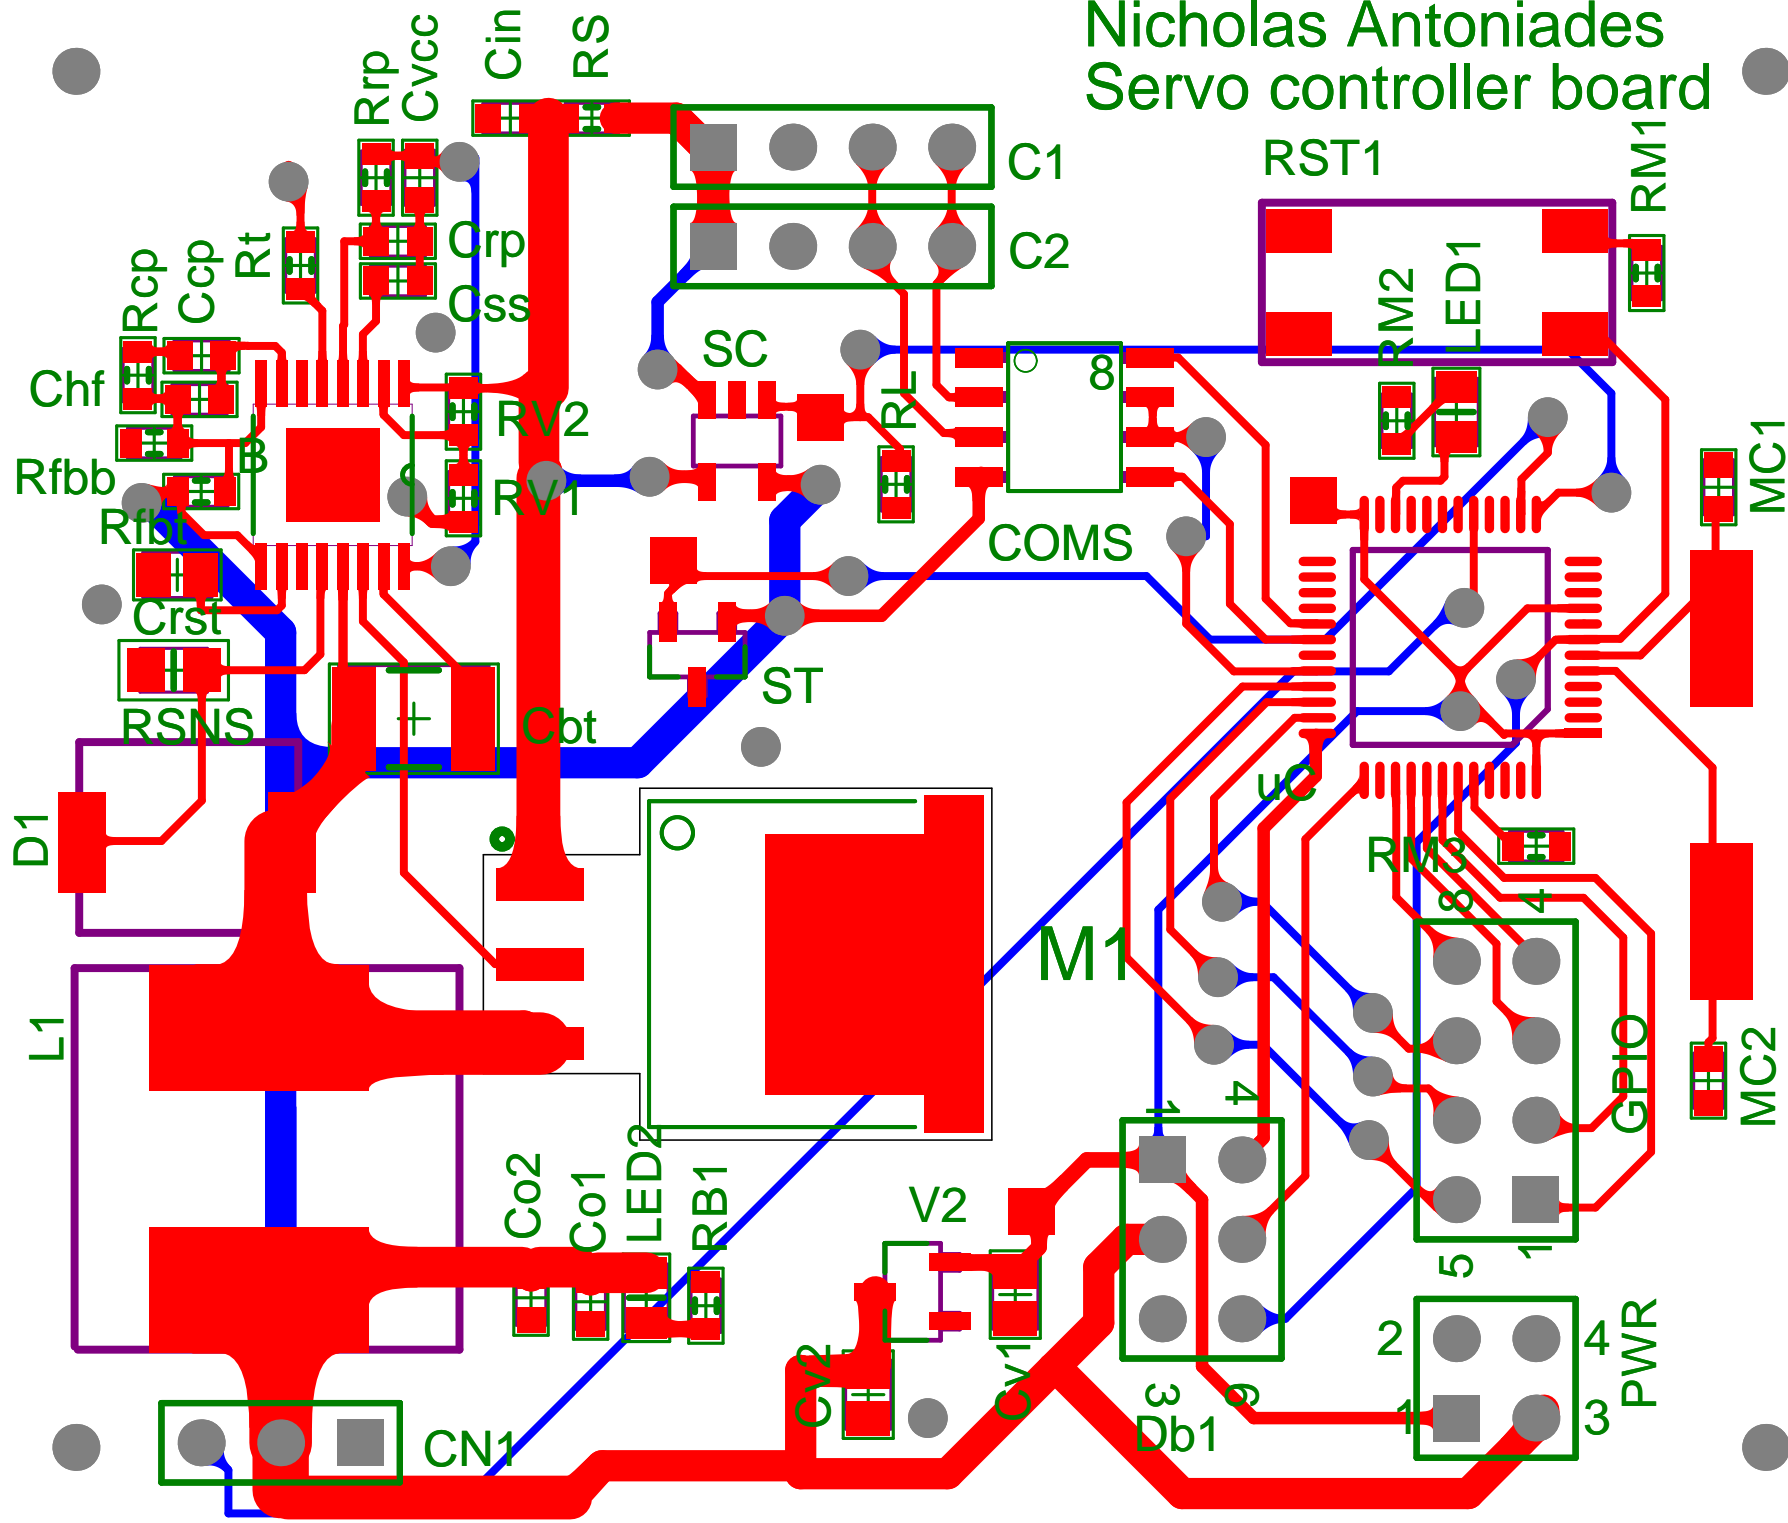 Nicholas Antoniades
Servo controller board
Rrp
Cvcc
Cin
RS
C1
RST1
RM1
Rt
Crp
C2
Rcp
Ccp
Css
SC
8
RM2
LED1
Chf
RL
RV2
B
MC1
Rfbb
RV1
Rfbt
COMS
Crst
ST
RSNS
Cbt
uC
D1
RM3
8
4
M1
L1
GPIO
MC2
1
4
Co2
Co1
LED2
RB1
V2
5
1
2
4
PWR
Cv2
Cv1
3
6
1
3
CN1
Db1